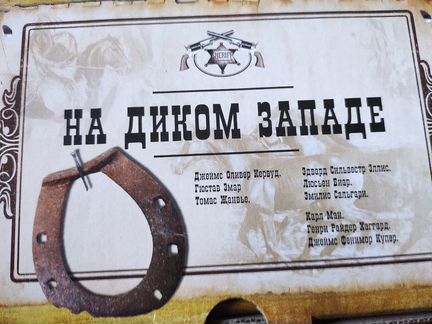 НА ДИКОМ ЗАПАДЕ
Джеймс Оливер Кервуд.
Гюстав Эмар
Томас Жанвье.
Эдвард Сильвестр Эллис.
Люсьен Биар.
Эмилио Сальгари.
Карл Май.
Генри Райдер Хаггард.
Джеймс Фенимор Купер.